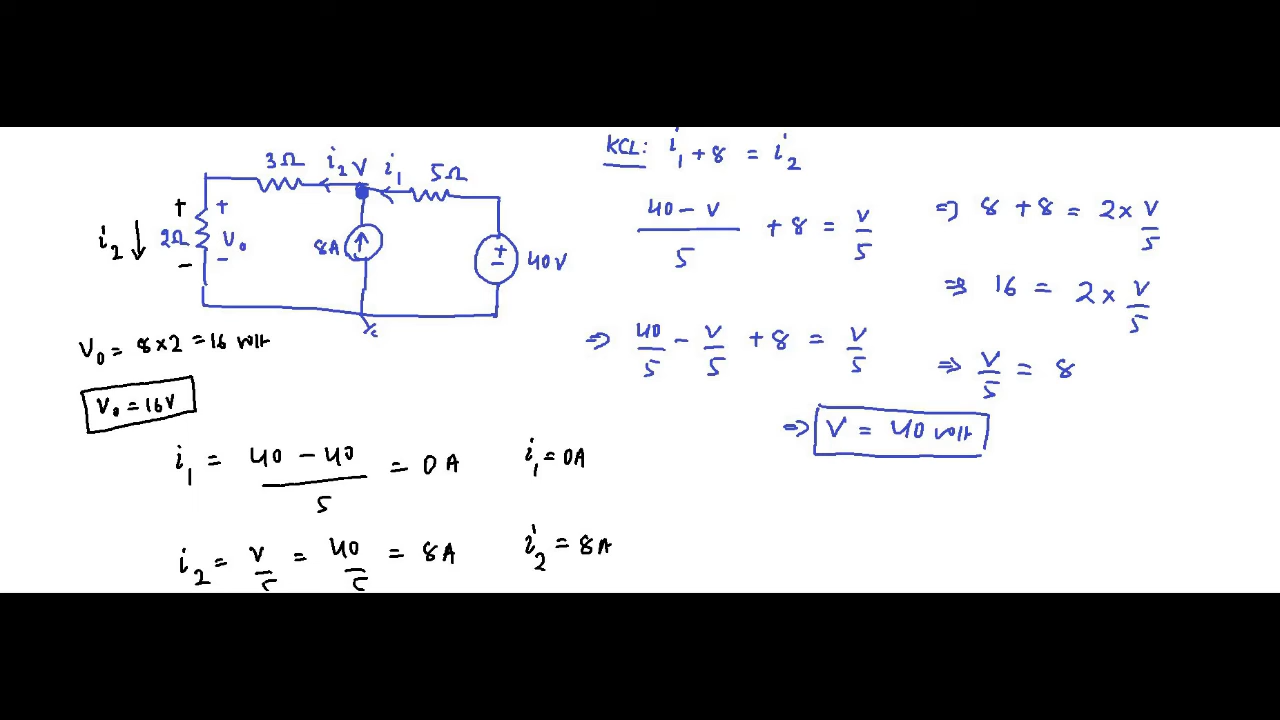 3Ω i₂ V i₁ 5Ω
i₂ ↓ + 2Ω − + V₀ − 8A + − 40V
V₀ = 8×2 = 16 volt
V₀ = 16V
i₁ = (40 − 40)/5 = 0A i₁ = 0A
i₂ = V/5 = 40/5 = 8A i₂ = 8A
KCL: i₁ + 8 = i₂
(40 − V)/5 + 8 = V/5
⇒ 40/5 − V/5 + 8 = V/5
⇒ 8 + 8 = 2 × V/5
⇒ 16 = 2 × V/5
⇒ V/5 = 8
⇒ V = 40 volt